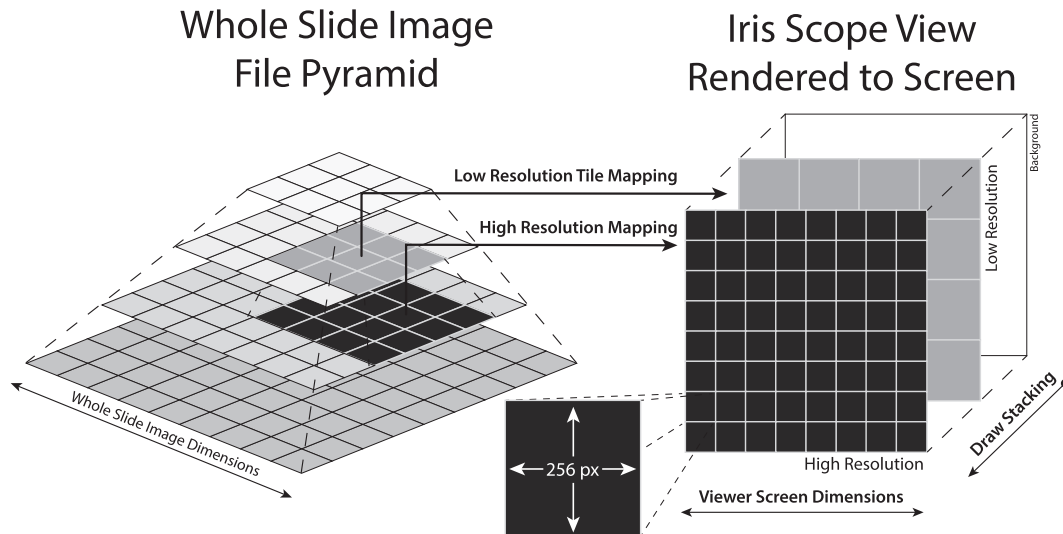 Whole Slide Image
File Pyramid
Iris Scope View
Rendered to Screen
Low Resolution Tile Mapping
High Resolution Mapping
Background
Low Resolution
Whole Slide Image Dimensions
256 px
High Resolution
Draw Stacking
Viewer Screen Dimensions